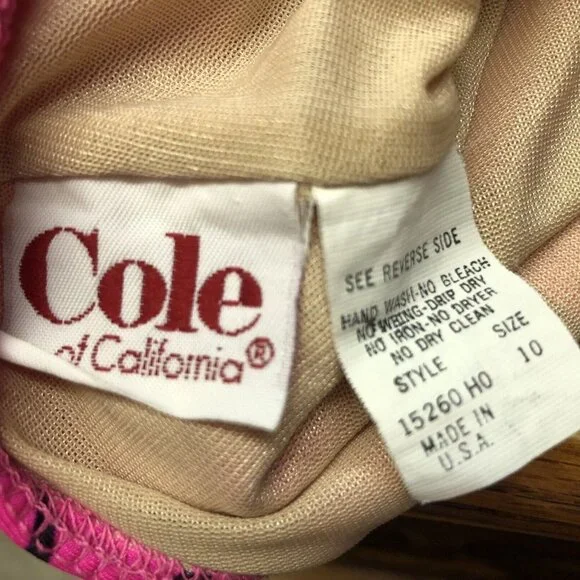 Cole
of California®
SEE REVERSE SIDE
HAND WASH-NO BLEACH
NO WRING-DRIP DRY
NO IRON-NO DRYER
NO DRY CLEAN
STYLE SIZE
15260 HO 10
MADE IN
U.S.A.